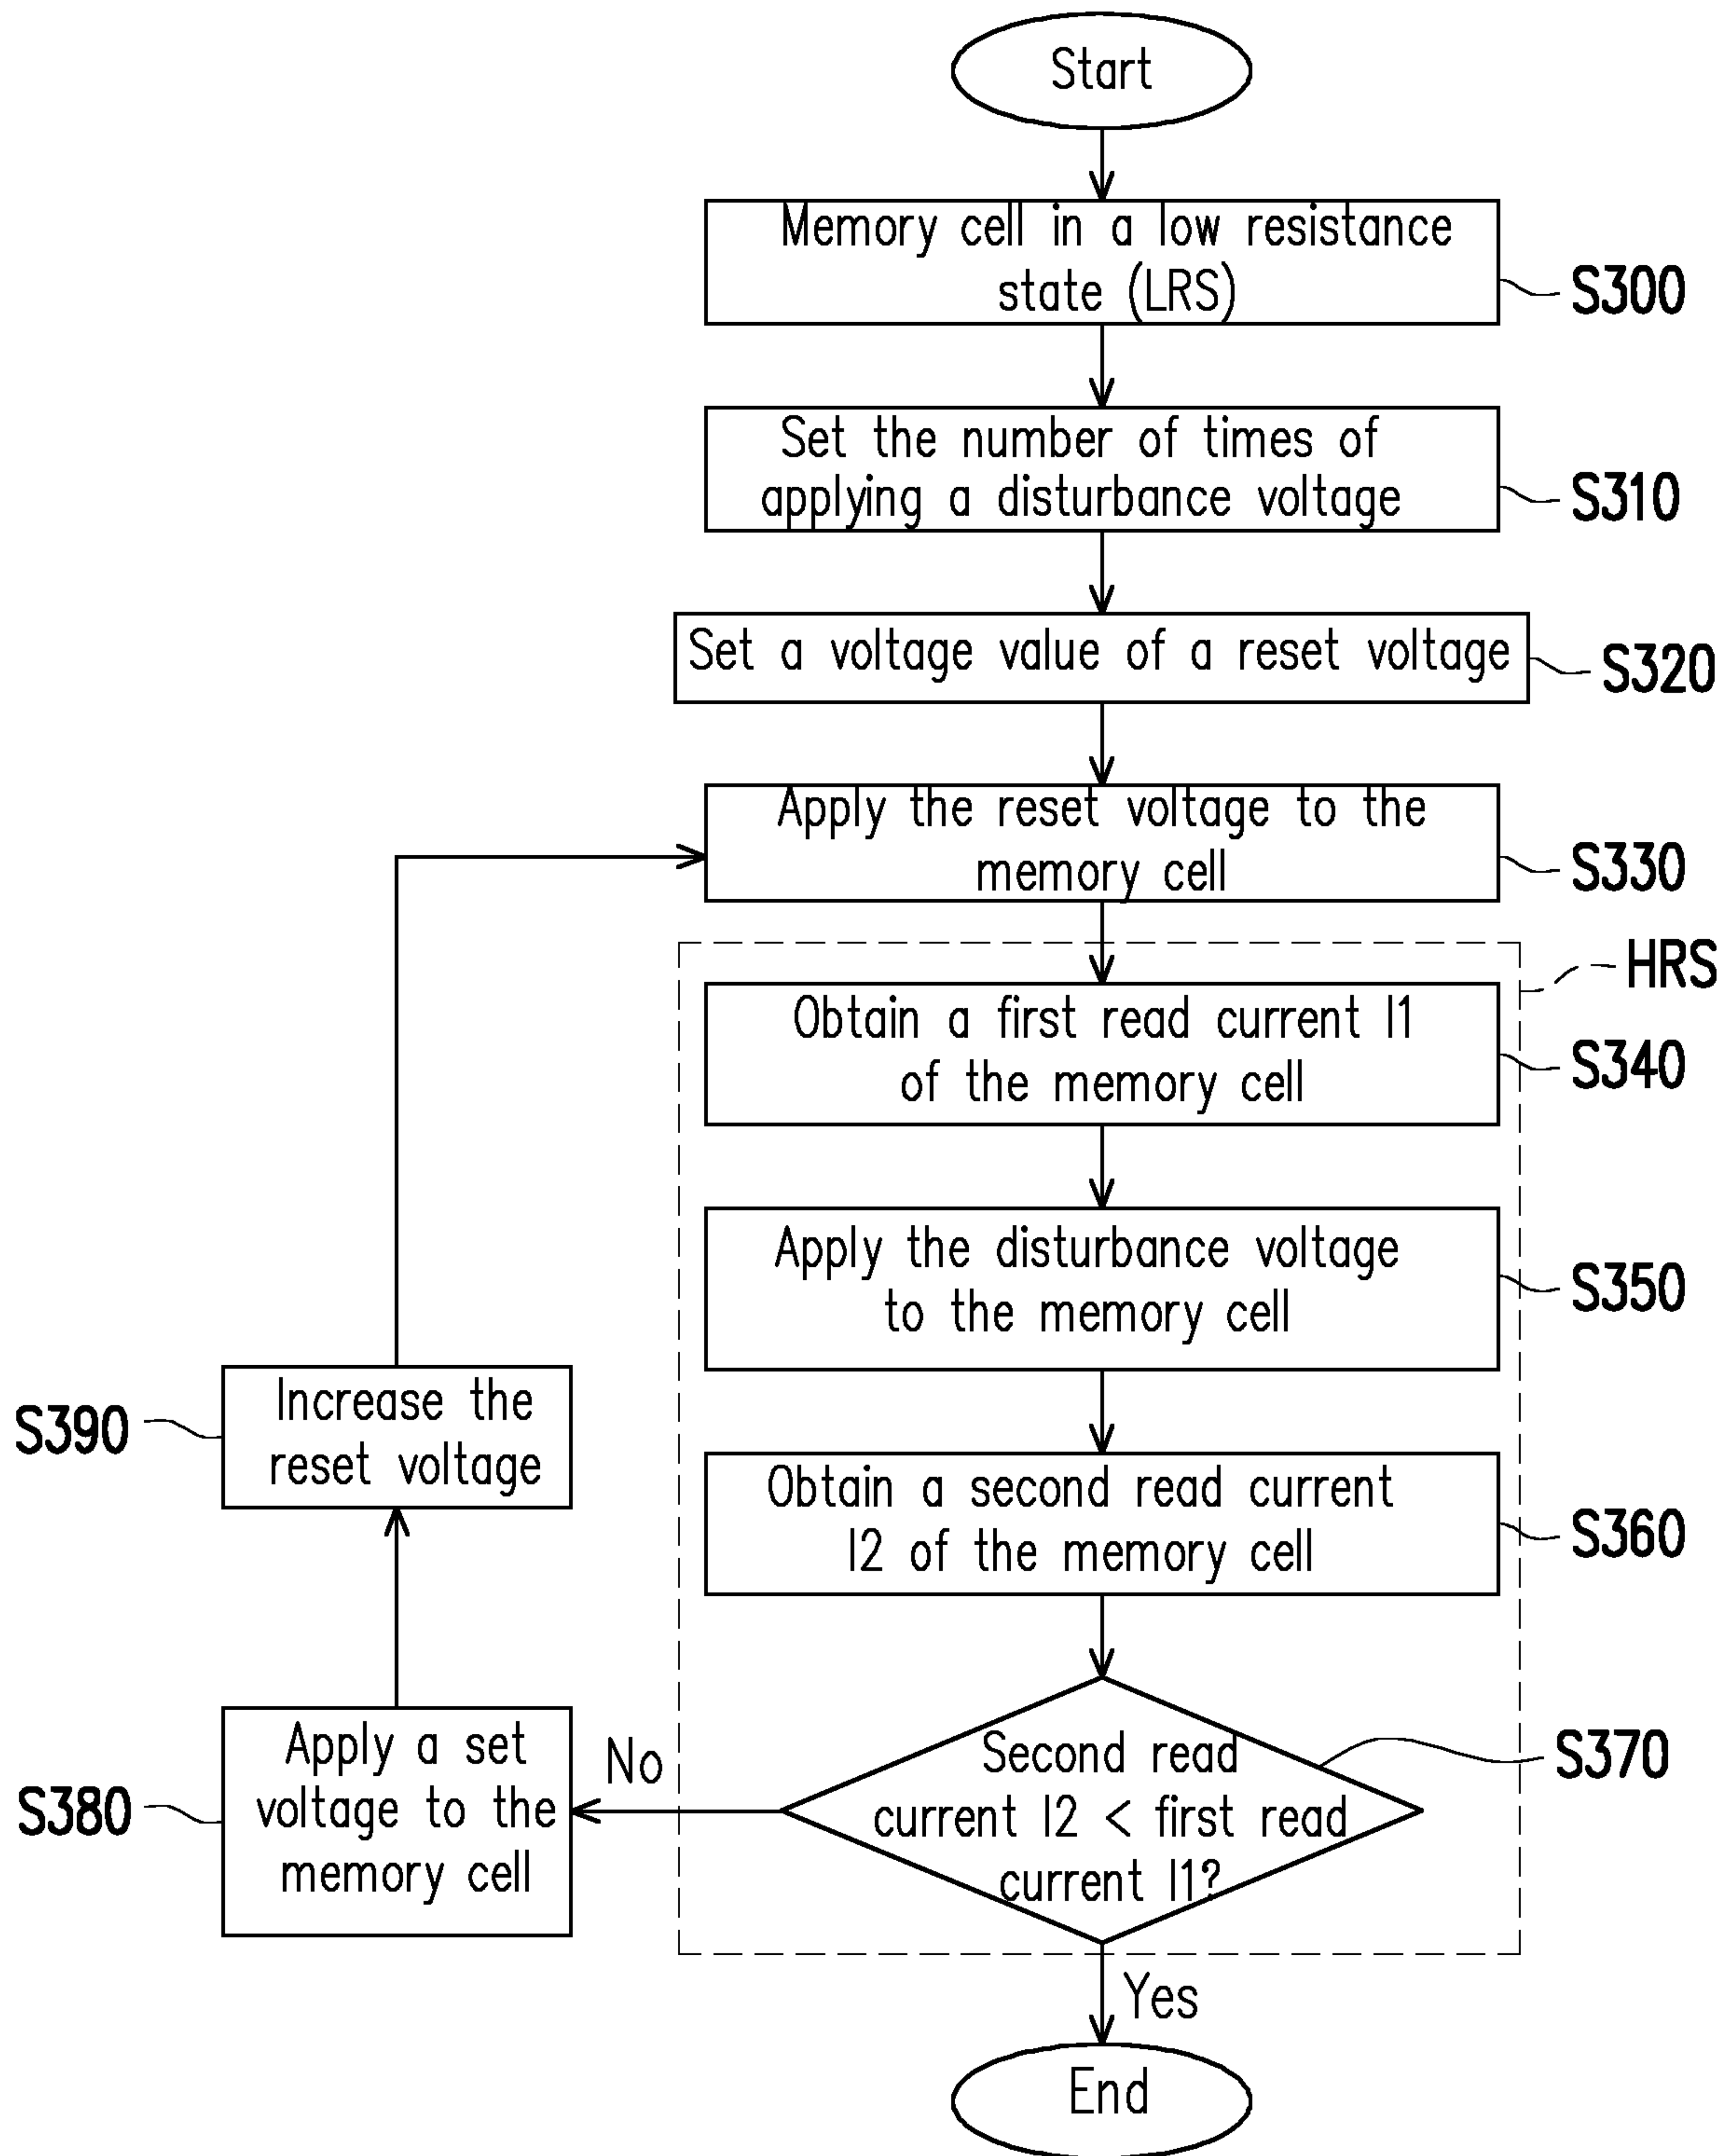 Start
Memory cell in a low resistance
state (LRS)
S300
Set the number of times of
applying a disturbance voltage
S310
Set a voltage value of a reset voltage
S320
Apply the reset voltage to the
memory cell
S330
HRS
Obtain a first read current I1
of the memory cell
S340
Apply the disturbance voltage
to the memory cell
S350
Obtain a second read current
I2 of the memory cell
S360
Second read
current I2 < first read
current I1?
S370
No
Apply a set
voltage to the
memory cell
S380
Increase the
reset voltage
S390
Yes
End